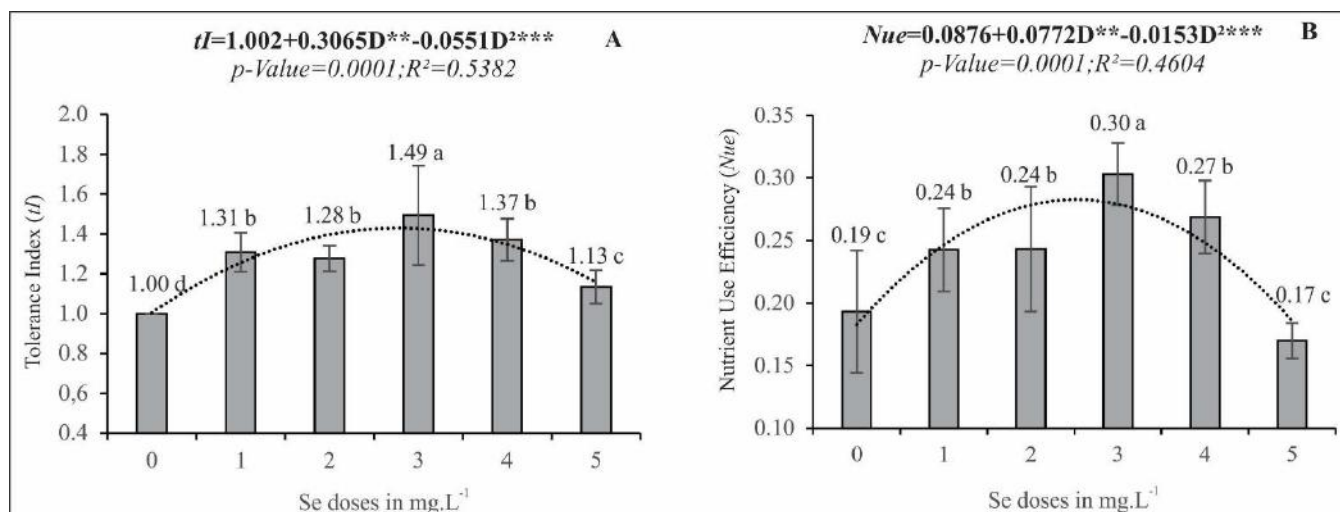 tI=1.002+0.3065D**-0.0551D²***
A
p-Value=0.0001;R²=0.5382
Tolerance Index (tI)
2.0
1.8
1.6
1.4
1.2
1.0
0.8
0,6
0.4
1.00 d
1.31 b
1.28 b
1.49 a
1.37 b
1.13 c
0
1
2
3
4
5
Se doses in mg.L⁻¹
Nue=0.0876+0.0772D**-0.0153D²***
B
p-Value=0.0001;R²=0.4604
Nutrient Use Efficiency (Nue)
0.35
0.30
0.25
0.20
0.15
0.10
0.19 c
0.24 b
0.24 b
0.30 a
0.27 b
0.17 c
0
1
2
3
4
5
Se doses in mg.L⁻¹